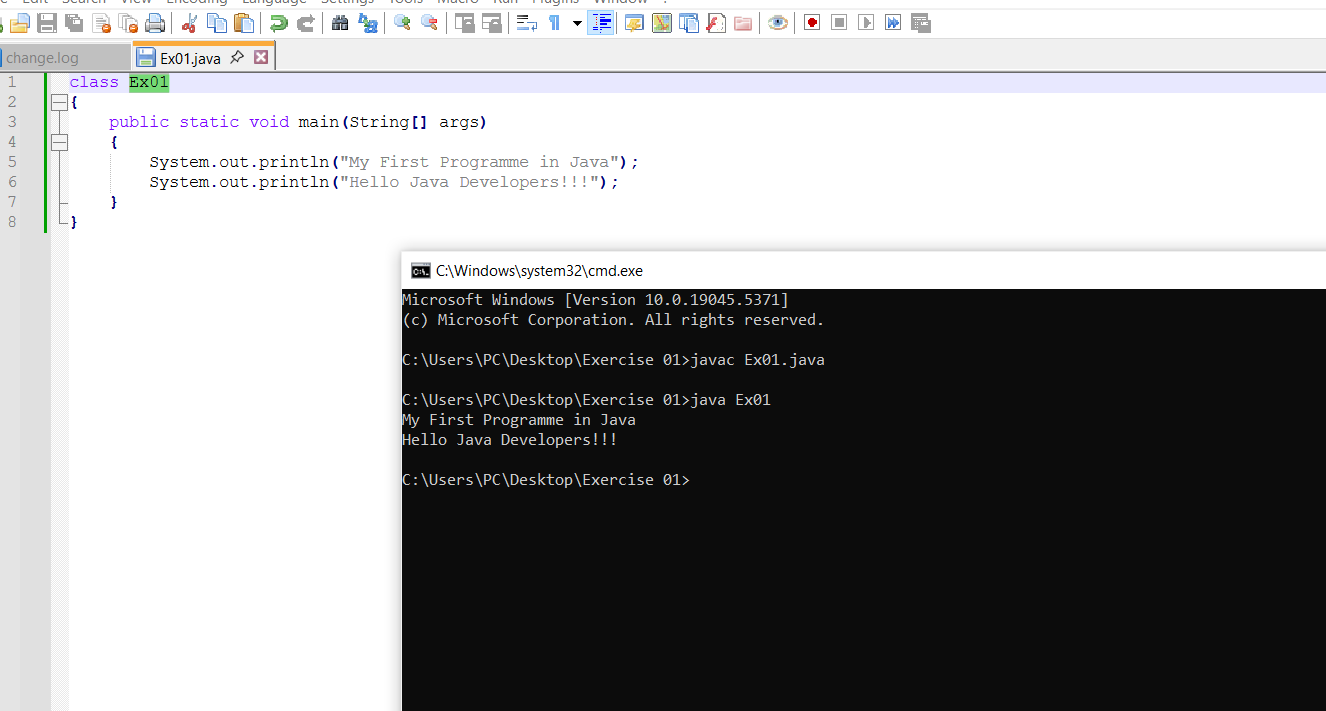 Edit Search View Encoding Language Settings Tools Macro Run Plugins Window ?
change.log Ex01.java
1 class Ex01
2 {
3 public static void main(String[] args)
4 {
5 System.out.println("My First Programme in Java");
6 System.out.println("Hello Java Developers!!!");
7 }
8 }
C:\Windows\system32\cmd.exe
Microsoft Windows [Version 10.0.19045.5371]
(c) Microsoft Corporation. All rights reserved.
C:\Users\PC\Desktop\Exercise 01>javac Ex01.java
C:\Users\PC\Desktop\Exercise 01>java Ex01
My First Programme in Java
Hello Java Developers!!!
C:\Users\PC\Desktop\Exercise 01>